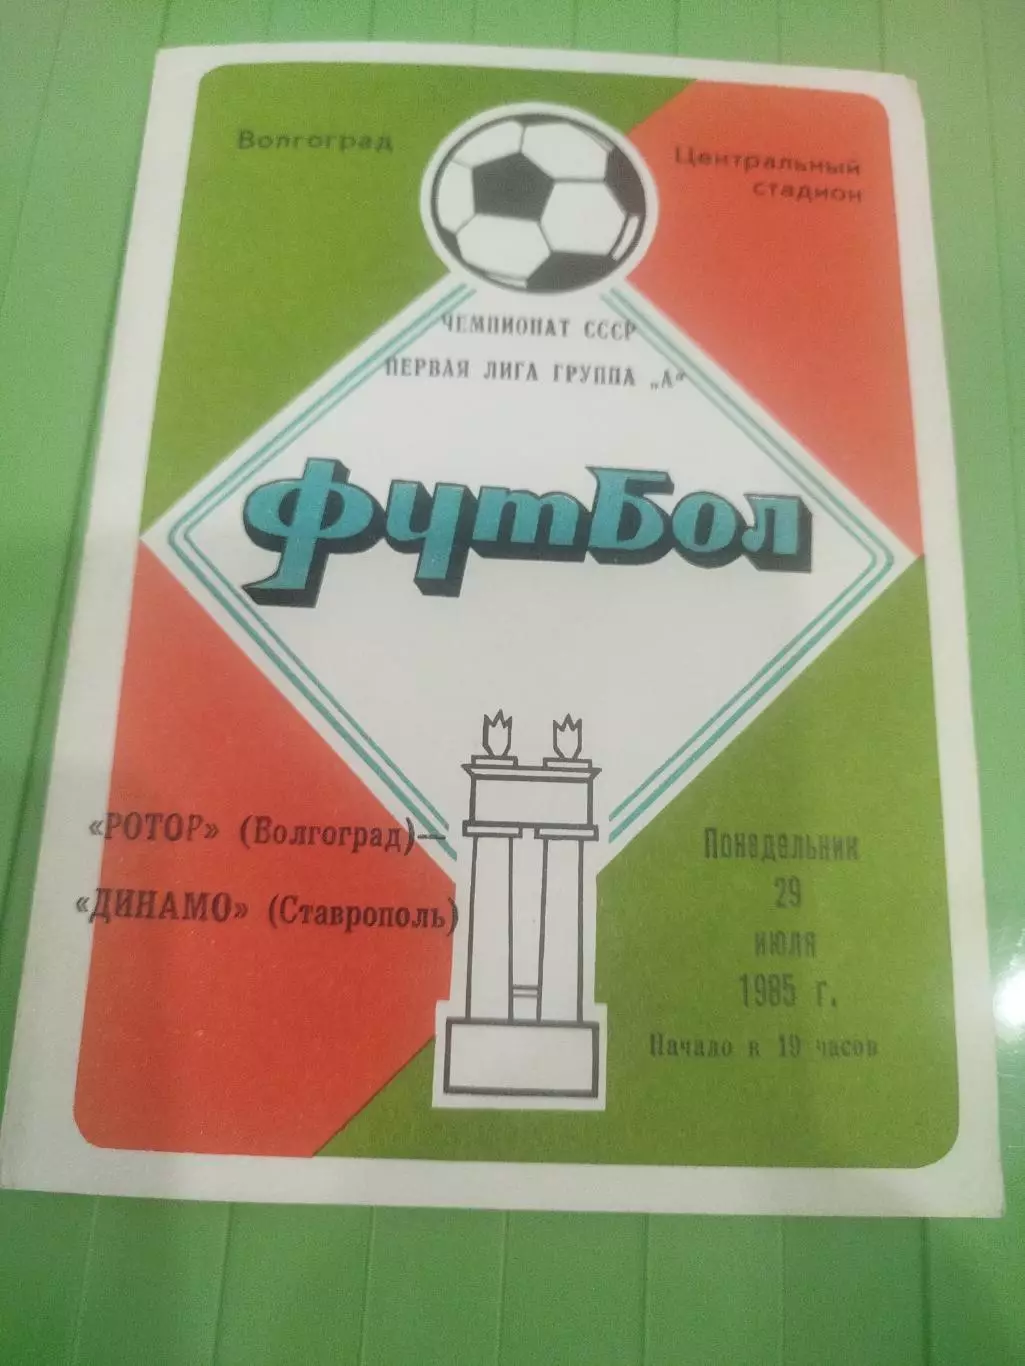 Волгоград
Центральный
стадион
ЧЕМПИОНАТ СССР
ПЕРВАЯ ЛИГА ГРУППА „А“
футбол
«РОТОР» (Волгоград)—
«ДИНАМО» (Ставрополь)
Понедельник
29
июля
1985 г.
Начало в 19 часов